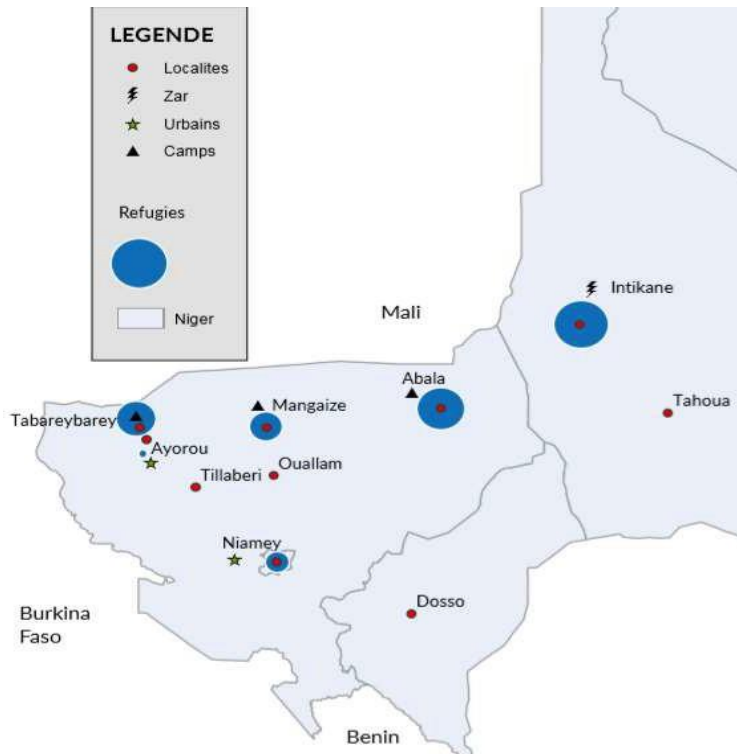 LEGENDE
Localites
Zar
Urbains
Camps
Refugies
Niger
Mali
Intikane
Abala
Tahoua
Mangaize
Tabareybarey
Ayorou
Tillaberi
Ouallam
Niamey
Dosso
Burkina
Faso
Benin